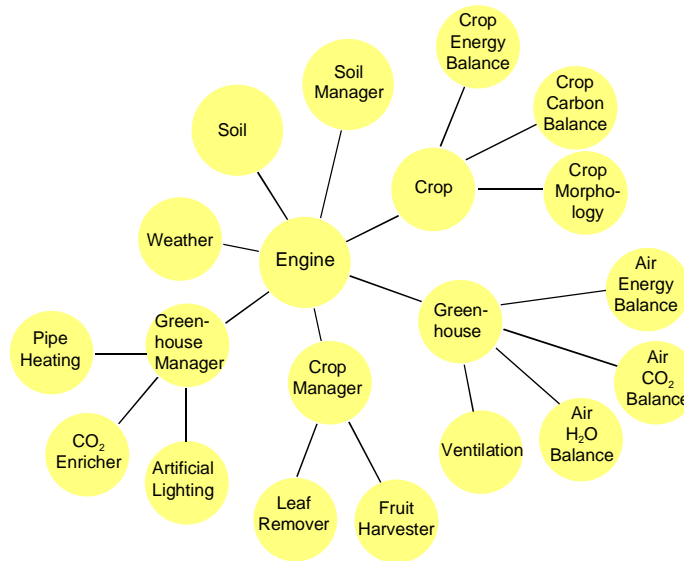 Crop
Energy
Balance
Soil
Manager
Crop
Carbon
Balance
Soil
Crop
Crop
Morpho-
logy
Weather
Engine
Air
Energy
Balance
Green-
house
Green-
house
Manager
Pipe
Heating
Crop
Manager
Air
CO₂
Balance
CO₂
Enricher
Artificial
Lighting
Ventilation
Air
H₂O
Balance
Leaf
Remover
Fruit
Harvester